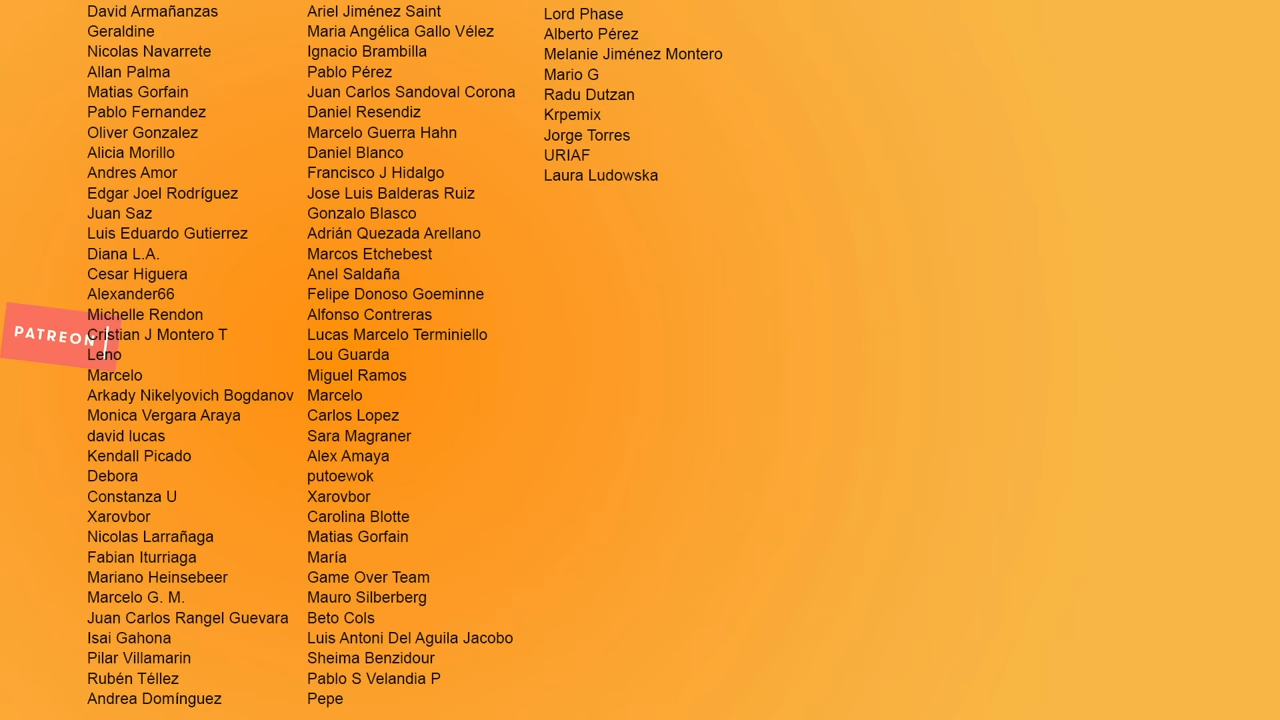 David Armañanzas
Geraldine
Nicolas Navarrete
Allan Palma
Matias Gorfain
Pablo Fernandez
Oliver Gonzalez
Alicia Morillo
Andres Amor
Edgar Joel Rodríguez
Juan Saz
Luis Eduardo Gutierrez
Diana L.A.
Cesar Higuera
Alexander66
Michelle Rendon
Cristian J Montero T
Leño
Marcelo
Arkady Nikelyovich Bogdanov
Monica Vergara Araya
david lucas
Kendall Picado
Debora
Constanza U
Xarovbor
Nicolas Larrañaga
Fabian Iturriaga
Mariano Heinsebeer
Marcelo G. M.
Juan Carlos Rangel Guevara
Isai Gahona
Pilar Villamarin
Rubén Téllez
Andrea Domínguez
PATREON
Ariel Jiménez Saint
Maria Angélica Gallo Vélez
Ignacio Brambilla
Pablo Pérez
Juan Carlos Sandoval Corona
Daniel Resendiz
Marcelo Guerra Hahn
Daniel Blanco
Francisco J Hidalgo
Jose Luis Balderas Ruiz
Gonzalo Blasco
Adrián Quezada Arellano
Marcos Etchebest
Anel Saldaña
Felipe Donoso Goeminne
Alfonso Contreras
Lucas Marcelo Terminiello
Lou Guarda
Miguel Ramos
Marcelo
Carlos Lopez
Sara Magraner
Alex Amaya
putoewok
Xarovbor
Carolina Blotte
Matias Gorfain
María
Game Over Team
Mauro Silberberg
Beto Cols
Luis Antoni Del Aguila Jacobo
Sheima Benzidour
Pablo S Velandia P
Pepe
Lord Phase
Alberto Pérez
Melanie Jiménez Montero
Mario G
Radu Dutzan
Krpemix
Jorge Torres
URIAF
Laura Ludowska